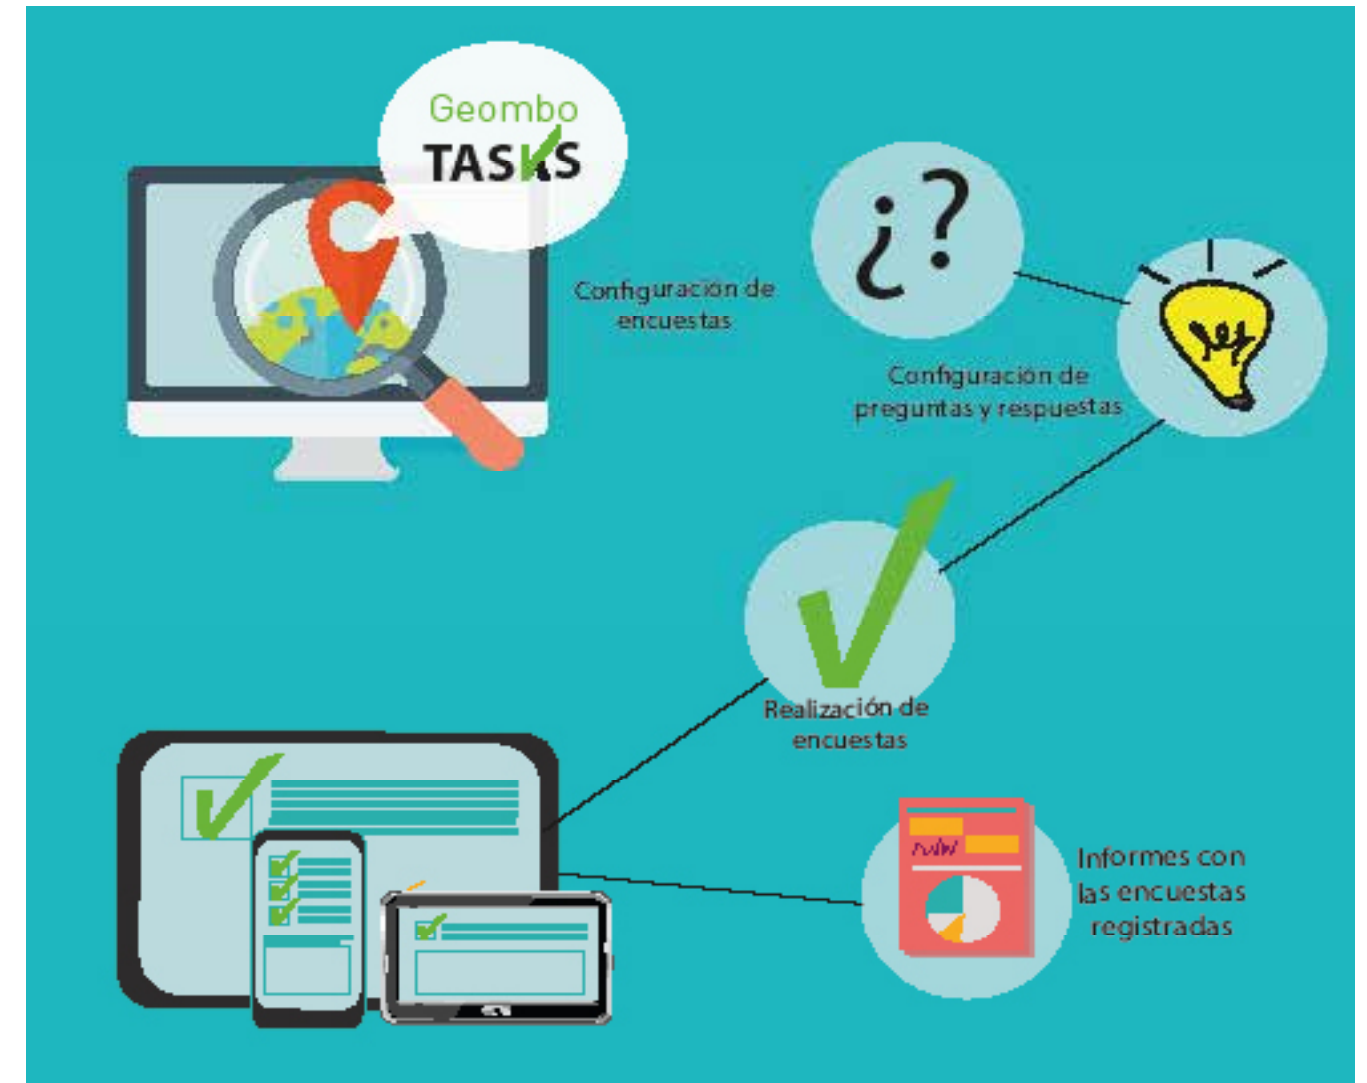 Geombo
TASKS
Configuración de
encuestas
¿?
Configuración de
preguntas y respuestas
Realización de
encuestas
Informes con
las encuestas
registradas